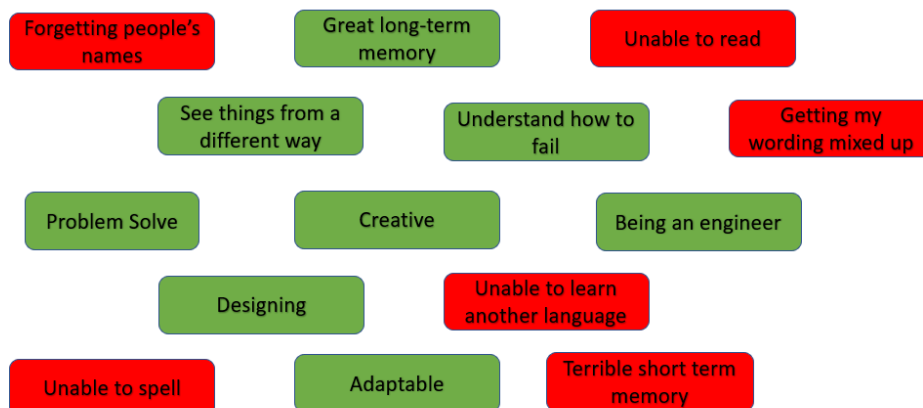 Forgetting people's
names
Great long-term
memory
Unable to read
See things from a
different way
Understand how to
fail
Getting my
wording mixed up
Problem Solve
Creative
Being an engineer
Designing
Unable to learn
another language
Unable to spell
Adaptable
Terrible short term
memory